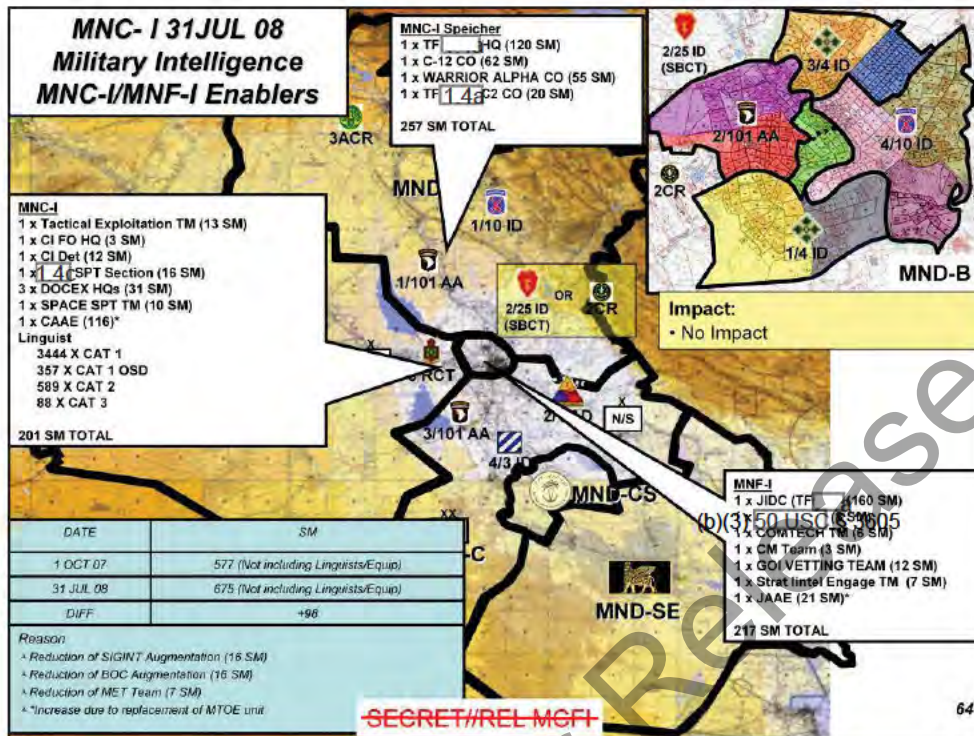 MNC- I 31JUL 08
Military Intelligence
MNC-I/MNF-I Enablers
MNC-I Speicher
1 x TF HQ (120 SM)
1 x C-12 CO (62 SM)
1 x WARRIOR ALPHA CO (55 SM)
1 x TF 1.4a C2 CO (20 SM)
257 SM TOTAL
2/25 ID
(SBCT)
3/4 ID
2/101 AA
4/10 ID
2CR
1/4 ID
MND-B
3ACR
MND
1/10 ID
1/101 AA
2/25 ID
(SBCT)
OR
2CR
Impact:
• No Impact
MNC-I
1 x Tactical Exploitation TM (13 SM)
1 x CI FO HQ (3 SM)
1 x CI Det (12 SM)
1 x 1.4c SPT Section (16 SM)
3 x DOCEX HQs (31 SM)
1 x SPACE SPT TM (10 SM)
1 x CAAE (116)*
Linguist
3444 X CAT 1
357 X CAT 1 OSD
589 X CAT 2
88 X CAT 3
201 SM TOTAL
RCT
X
N/S
3/101 AA
4/3 ID
MND-CS
XX
-C
MND-SE
MNF-I
1 x JIDC (TF (160 SM)
1 x SM)
(b)(3) 50 USC § 3605
1 x COMTECH TM (6 SM)
1 x CM Team (3 SM)
1 x GOI VETTING TEAM (12 SM)
1 x Strat Iintel Engage TM (7 SM)
1 x JAAE (21 SM)*
217 SM TOTAL
DATE SM
1 OCT 07 577 (Not including Linguists/Equip)
31 JUL 08 675 (Not including Linguists/Equip)
DIFF +98
Reason
Reduction of SIGINT Augmentation (16 SM)
Reduction of BOC Augmentation (16 SM)
Reduction of MET Team (7 SM)
*Increase due to replacement of MTOE unit
SECRET//REL MCFI
64
Release